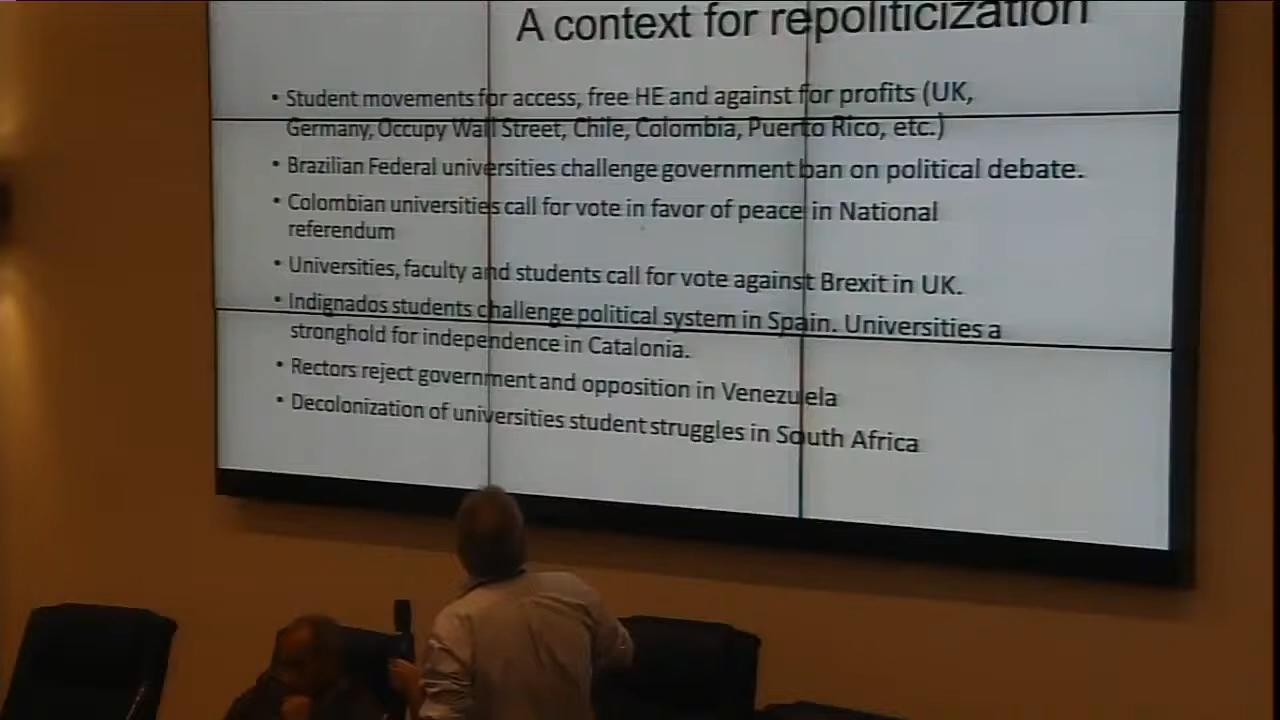 A context for repoliticization
• Student movements for access, free HE and against for profits (UK,
Germany, Occupy Wall Street, Chile, Colombia, Puerto Rico, etc.)
• Brazilian Federal universities challenge government ban on political debate.
• Colombian universities call for vote in favor of peace in National
referendum
• Universities, faculty and students call for vote against Brexit in UK.
• Indignados students challenge political system in Spain. Universities a
stronghold for independence in Catalonia.
• Rectors reject government and opposition in Venezuela
• Decolonization of universities student struggles in South Africa